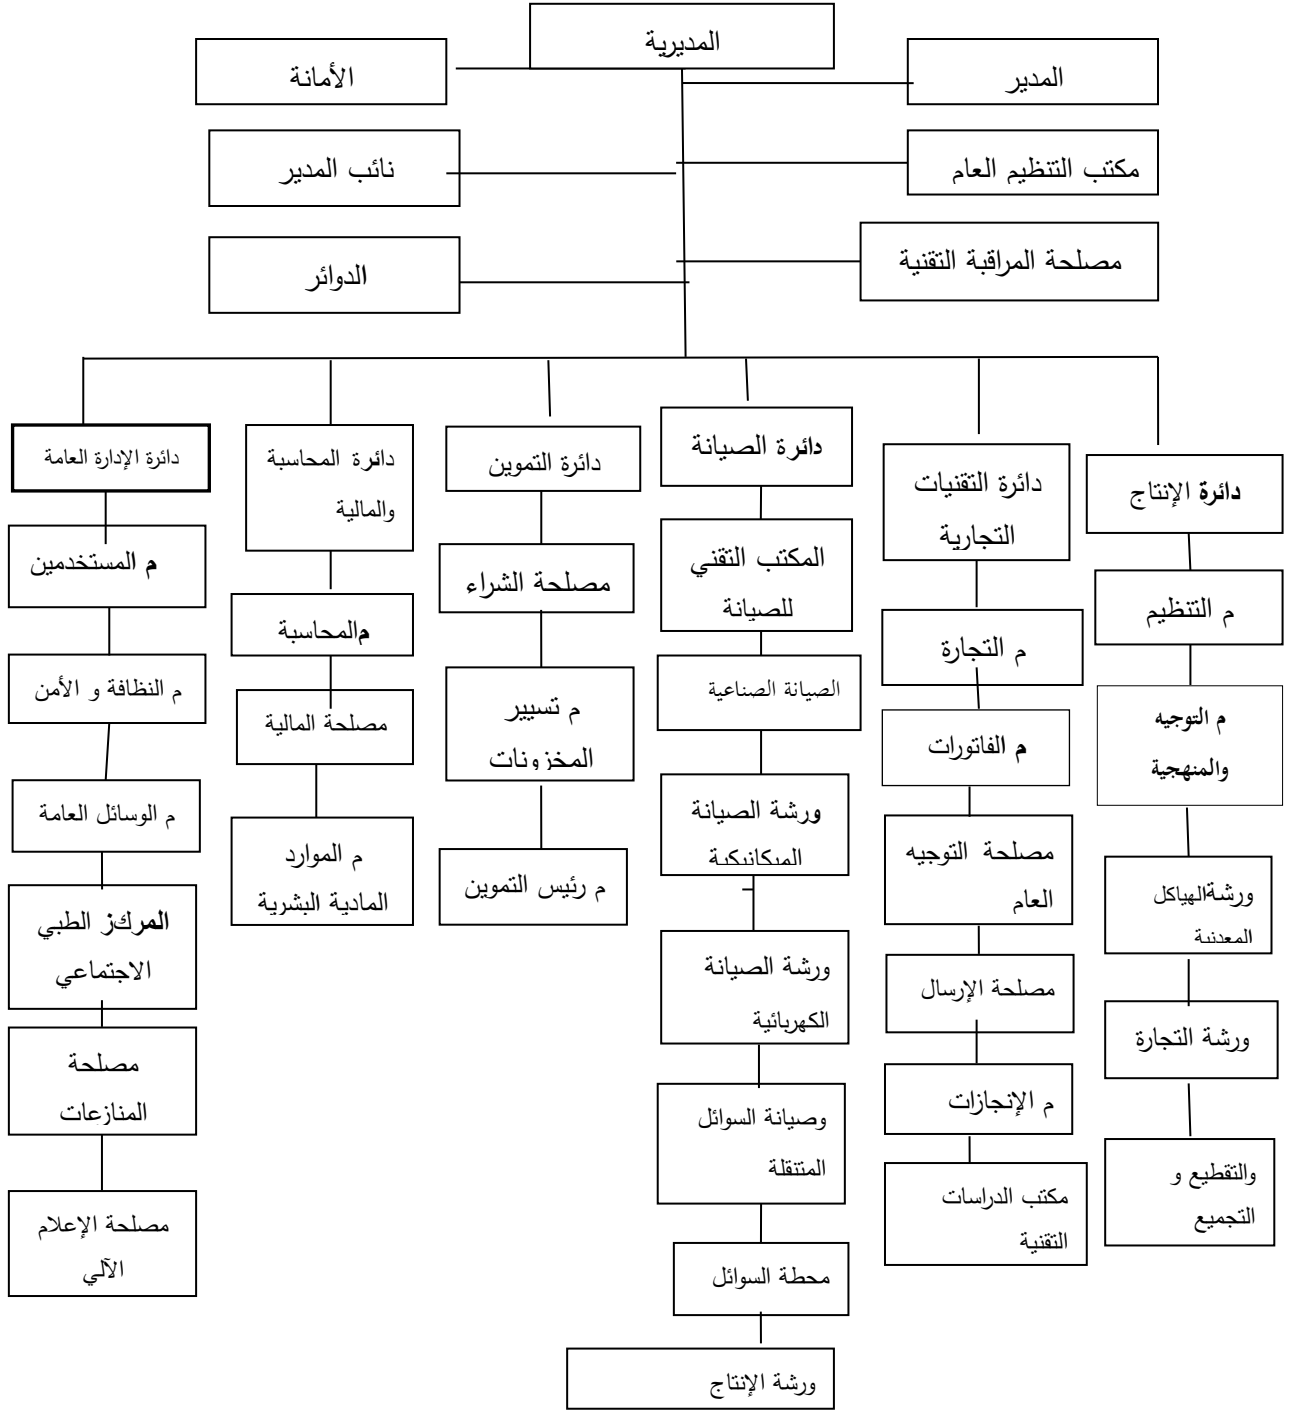 المديرية
المدير
الأمانة
مكتب التنظيم العام
نائب المدير
مصلحة المراقبة التقنية
الدوائر
دائرة الإنتاج
م التنظيم
م التوجيه
والمنهجية
ورشةالهياكل
المعدنية
ورشة التجارة
والتقطيع و
التجميع
دائرة التقنيات
التجارية
م التجارة
م الفاتورات
مصلحة التوجيه
العام
مصلحة الإرسال
م الإنجازات
مكتب الدراسات
التقنية
دائرة الصيانة
المكتب التقني
للصيانة
الصيانة الصناعية
ورشة الصيانة
الميكانيكية
ورشة الصيانة
الكهربائية
وصيانة السوائل
المتنقلة
محطة السوائل
ورشة الإنتاج
دائرة التموين
مصلحة الشراء
م تسيير
المخزونات
م رئيس التموين
دائرة المحاسبة
والمالية
م المحاسبة
مصلحة المالية
م الموارد
المادية البشرية
دائرة الإدارة العامة
م المستخدمين
م النظافة و الأمن
م الوسائل العامة
المركز الطبي
الاجتماعي
مصلحة
المنازعات
مصلحة الإعلام
الآلي